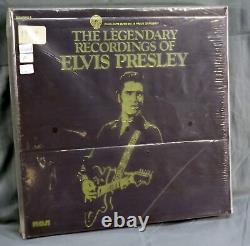 THE LEGENDARY
RECORDINGS OF
ELVIS PRESLEY
RCA